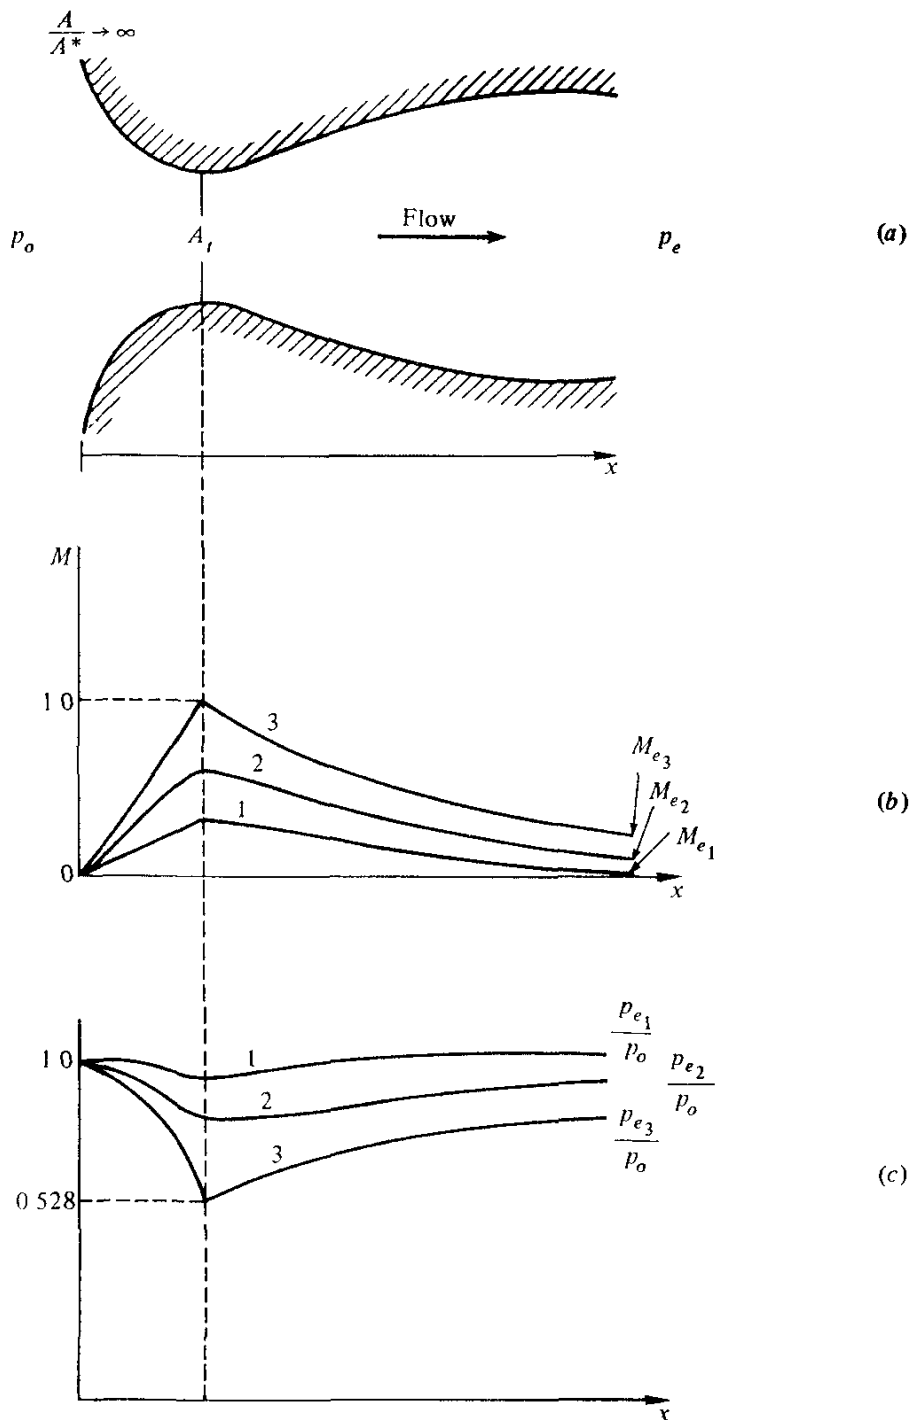 A
A* → ∞
p_o
A_t
Flow
p_e
(a)
x
M
1 0
3
2
1
0
M_e3
M_e2
M_e1
x
(b)
1 0
1
2
3
0 528
p_e1
p_o
p_e2
p_o
p_e3
p_o
(c)
x